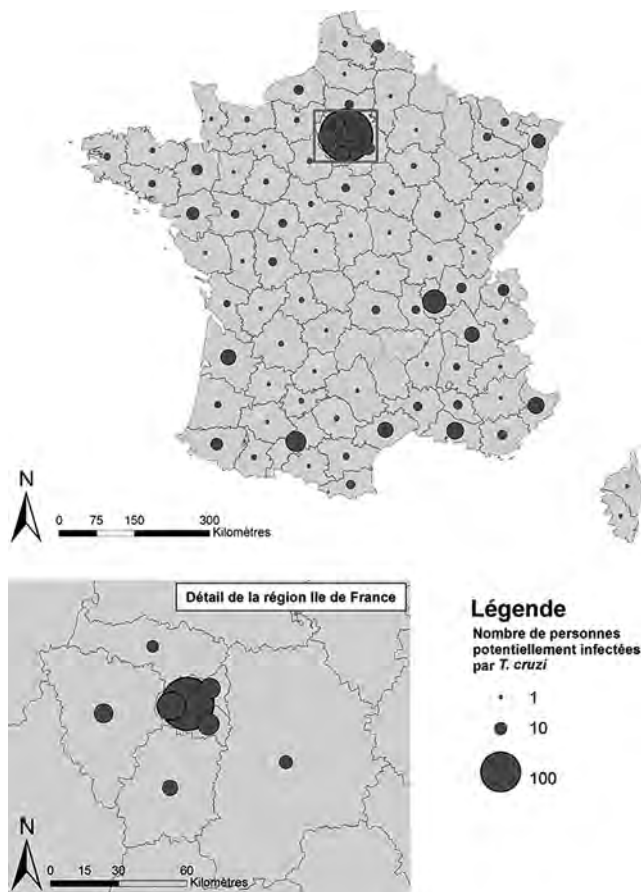 N
0 75 150 300
Kilomètres
Détail de la région Ile de France
N
0 15 30 60
Kilomètres
Légende
Nombre de personnes
potentiellement infectées
par T. cruzi
1
10
100